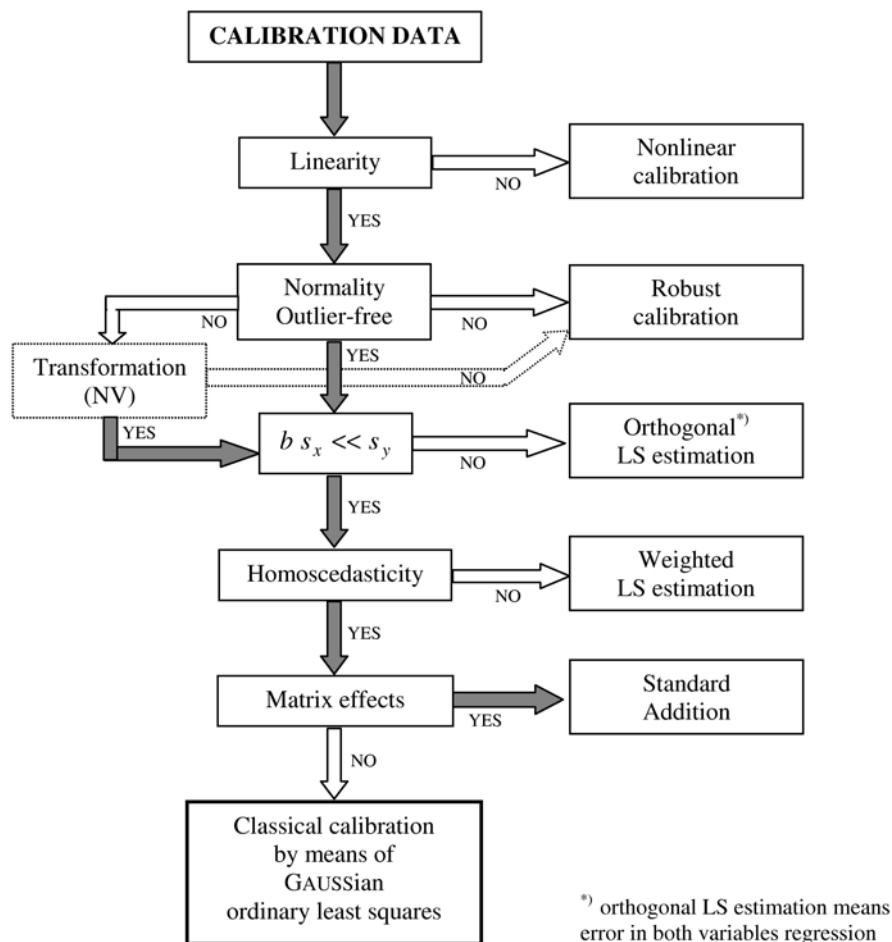 CALIBRATION DATA
Linearity
NO
Nonlinear
calibration
YES
Normality
Outlier-free
NO
NO
Robust
calibration
YES
Transformation
(NV)
NO
YES
b s_x << s_y
NO
Orthogonal*)
LS estimation
YES
Homoscedasticity
NO
Weighted
LS estimation
YES
Matrix effects
YES
Standard
Addition
NO
Classical calibration
by means of
GAUSSian
ordinary least squares
*) orthogonal LS estimation means
error in both variables regression